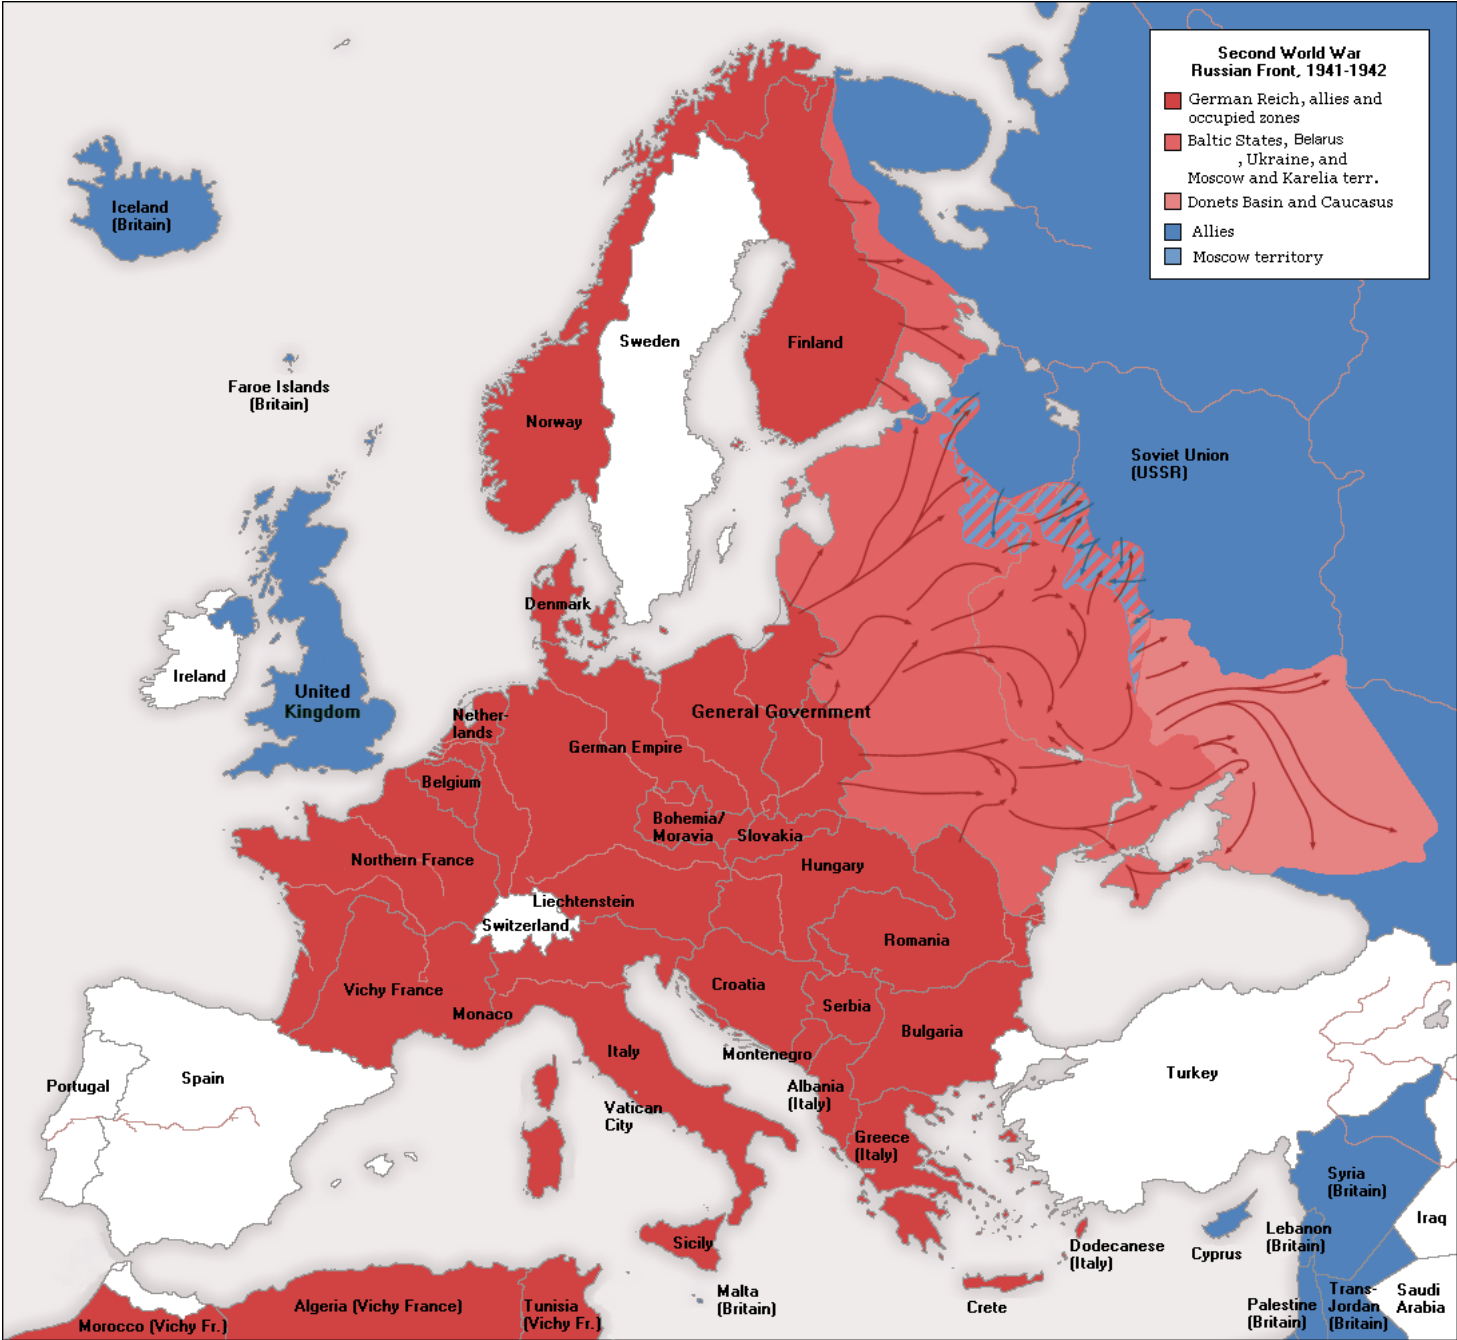 Second World War
Russian Front, 1941-1942
German Reich, allies and
occupied zones
Baltic States, Belarus
, Ukraine, and
Moscow and Karelia terr.
Donets Basin and Caucasus
Allies
Moscow territory
Iceland
(Britain)
Faroe Islands
(Britain)
Sweden
Finland
Norway
Soviet Union
(USSR)
Denmark
Ireland
United
Kingdom
Nether-
lands
General Government
German Empire
Belgium
Bohemia/
Moravia
Slovakia
Northern France
Hungary
Liechtenstein
Switzerland
Romania
Vichy France
Croatia
Serbia
Monaco
Bulgaria
Italy
Montenegro
Portugal
Spain
Turkey
Albania
(Italy)
Vatican
City
Greece
(Italy)
Syria
(Britain)
Iraq
Sicily
Dodecanese
(Italy)
Cyprus
Lebanon
(Britain)
Malta
(Britain)
Crete
Algeria (Vichy France)
Tunisia
(Vichy Fr.)
Morocco (Vichy Fr.)
Palestine
(Britain)
Trans-
Jordan
(Britain)
Saudi
Arabia